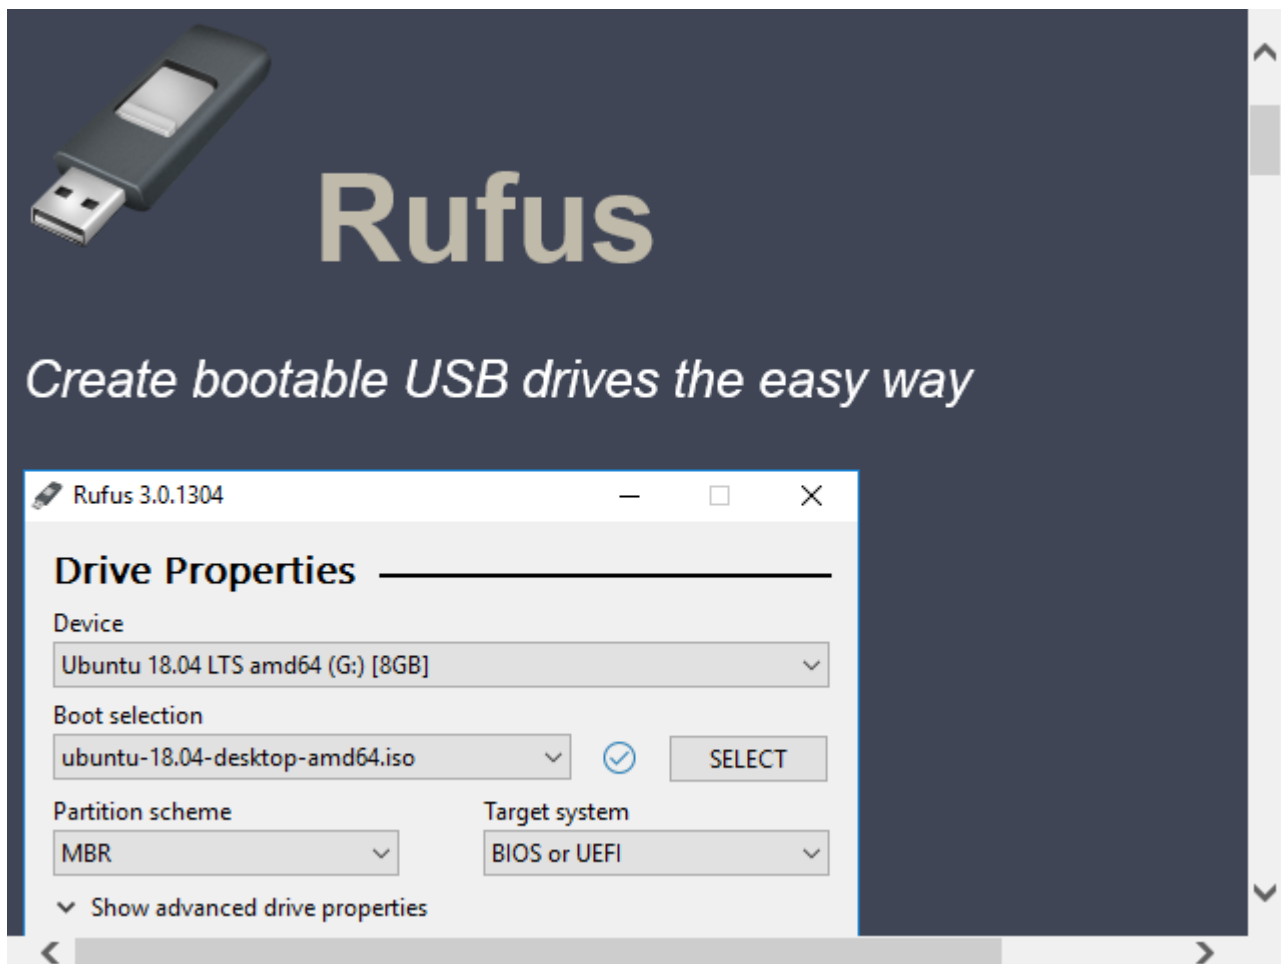 Rufus
Create bootable USB drives the easy way
Rufus 3.0.1304
Drive Properties
Device
Ubuntu 18.04 LTS amd64 (G:) [8GB]
Boot selection
ubuntu-18.04-desktop-amd64.iso
SELECT
Partition scheme
Target system
MBR
BIOS or UEFI
Show advanced drive properties